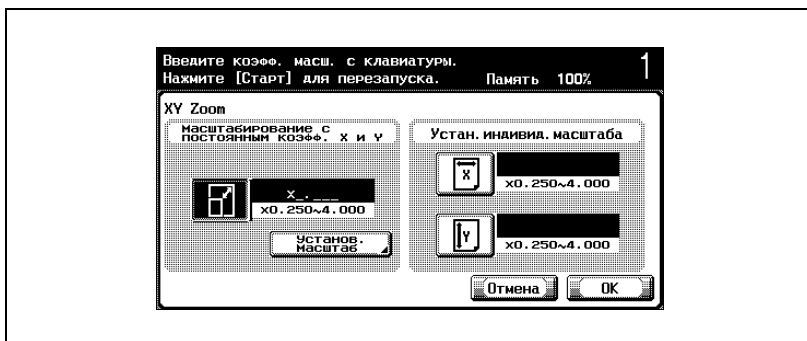 Введите коэфф. масш. с клавиатуры.
Нажмите [Старт] для перезапуска. Память 100% 1
XY Zoom
Масштабирование с
постоянным коэфф. X и Y
x_.___
x0.250~4.000
Установ.
масштаб
Устан. индивид. масштаба
X
x0.250~4.000
Y
x0.250~4.000
Отмена
OK